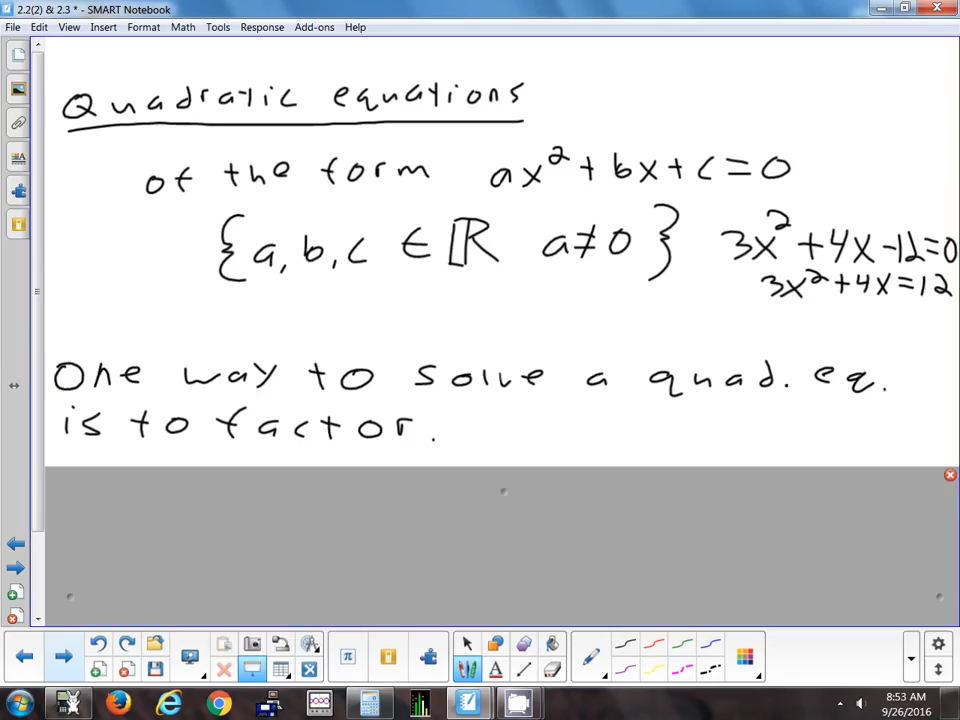 2.2(2) & 2.3 * - SMART Notebook
File Edit View Insert Format Math Tools Response Add-ons Help
Quadratic equations
of the form ax² + bx + c = 0
{a, b, c ∈ ℝ a ≠ 0} 3x² + 4x - 12 = 0
3x² + 4x = 12
One way to solve a quad. eq.
is to factor.
8:53 AM
9/26/2016